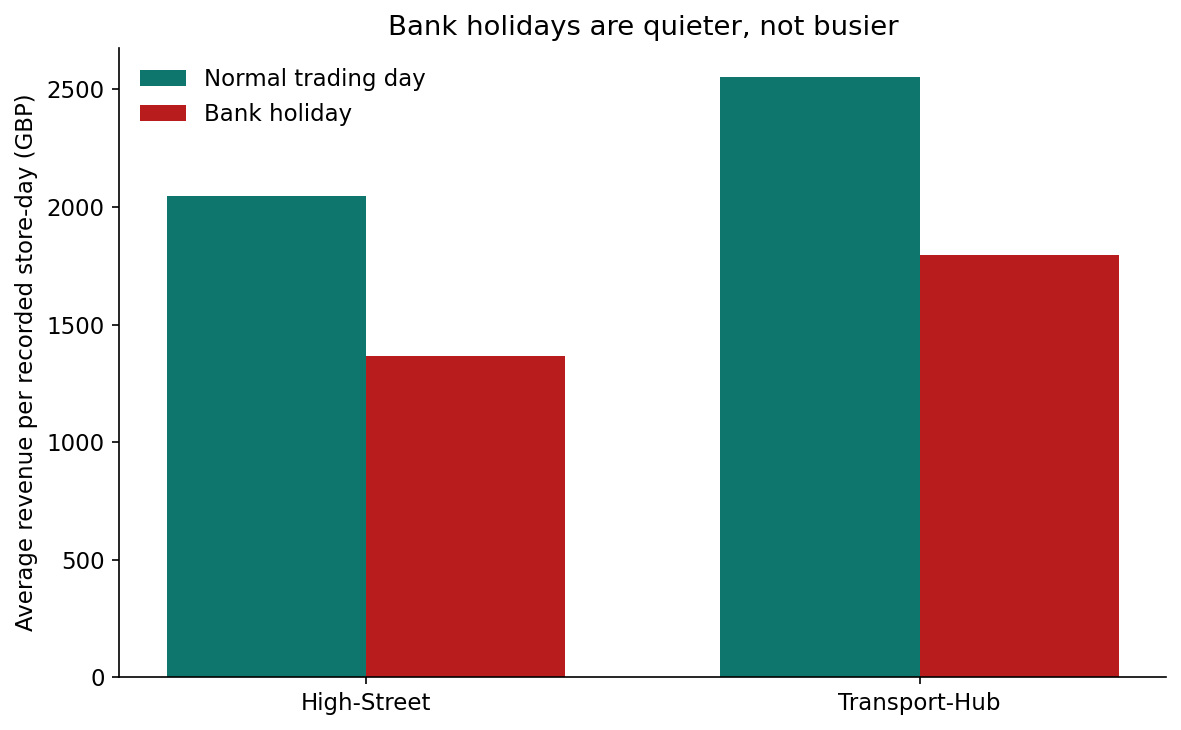 Bank holidays are quieter, not busier
Normal trading day
Bank holiday
Average revenue per recorded store-day (GBP)
2500
2000
1500
1000
500
0
High-Street
Transport-Hub